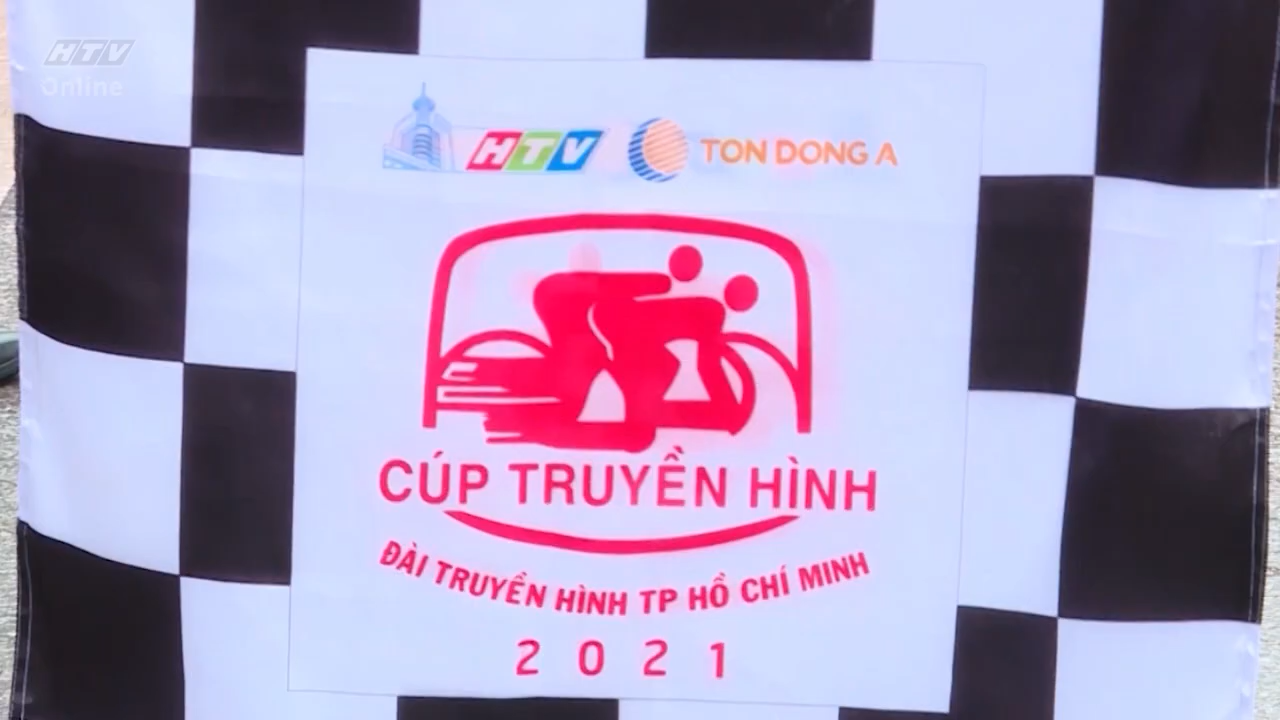 HTV
Online
HTV TON DONG A
CÚP TRUYỀN HÌNH
ĐÀI TRUYỀN HÌNH TP HỒ CHÍ MINH
2021